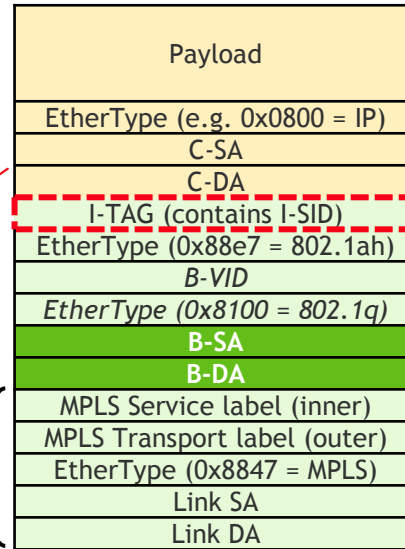 Payload
EtherType (e.g. 0x0800 = IP)
C-SA
C-DA
I-TAG (contains I-SID)
EtherType (0x88e7 = 802.1ah)
B-VID
EtherType (0x8100 = 802.1q)
B-SA
B-DA
MPLS Service label (inner)
MPLS Transport label (outer)
EtherType (0x8847 = MPLS)
Link SA
Link DA